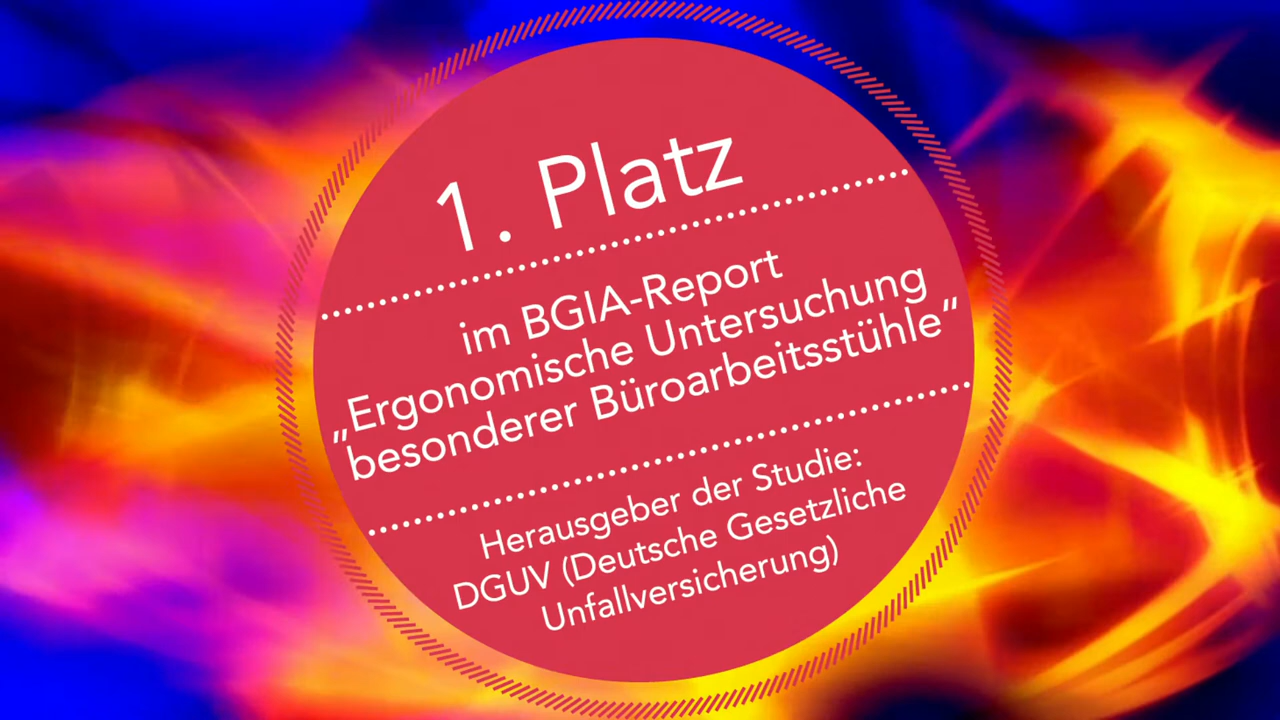 1. Platz
im BGIA-Report
„Ergonomische Untersuchung
besonderer Büroarbeitsstühle”
Herausgeber der Studie:
DGUV (Deutsche Gesetzliche
Unfallversicherung)